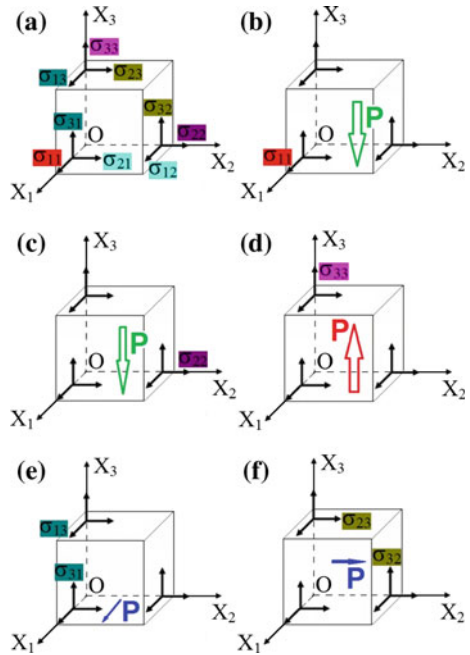 (a) (b)
X₃ X₃
σ₃₃
σ₁₃ σ₂₃
σ₃₁ σ₃₂ P
O σ₂₂ O
σ₁₁ X₂ σ₁₁ X₂
σ₂₁ σ₁₂
X₁ X₁
(c) (d)
X₃ X₃
σ₃₃
P P
O σ₂₂ O
X₂ X₂
X₁ X₁
(e) (f)
X₃ X₃
σ₁₃ σ₂₃
σ₃₁ σ₃₂
O O P
P X₂ X₂
X₁ X₁